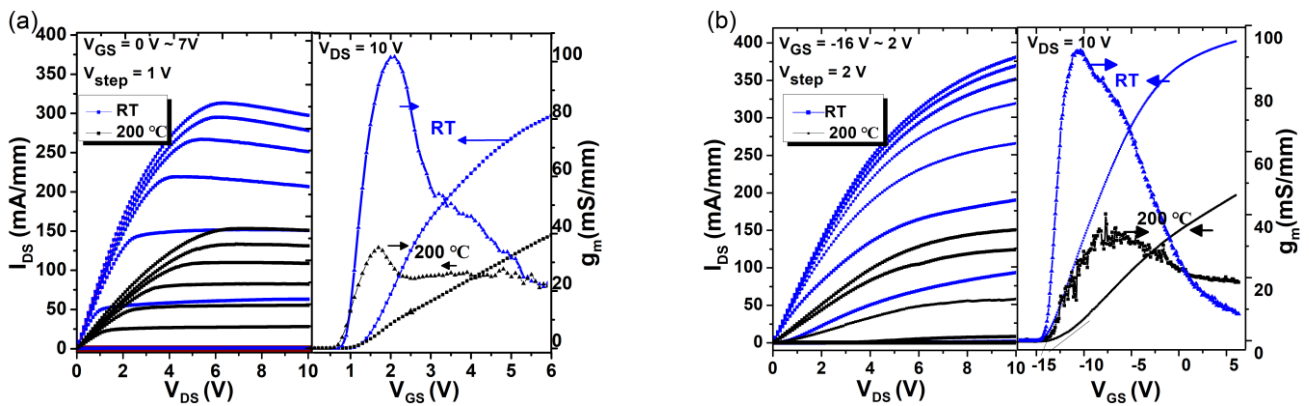 (a)
V_GS = 0 V ~ 7V
V_step = 1 V
RT
200 ℃
V_DS = 10 V
RT
200 ℃
400
350
300
250
200
150
100
50
0
I_DS (mA/mm)
0 2 4 6 8 10
V_DS (V)
0 1 2 3 4 5 6
V_GS (V)
100
80
60
40
20
0
g_m (mS/mm)
(b)
V_GS = -16 V ~ 2 V
V_step = 2 V
RT
200 ℃
V_DS = 10 V
RT
200 ℃
400
350
300
250
200
150
100
50
0
I_DS (mA/mm)
0 2 4 6 8 10
V_DS (V)
-15 -10 -5 0 5
V_GS (V)
100
80
60
40
20
0
g_m (mS/mm)